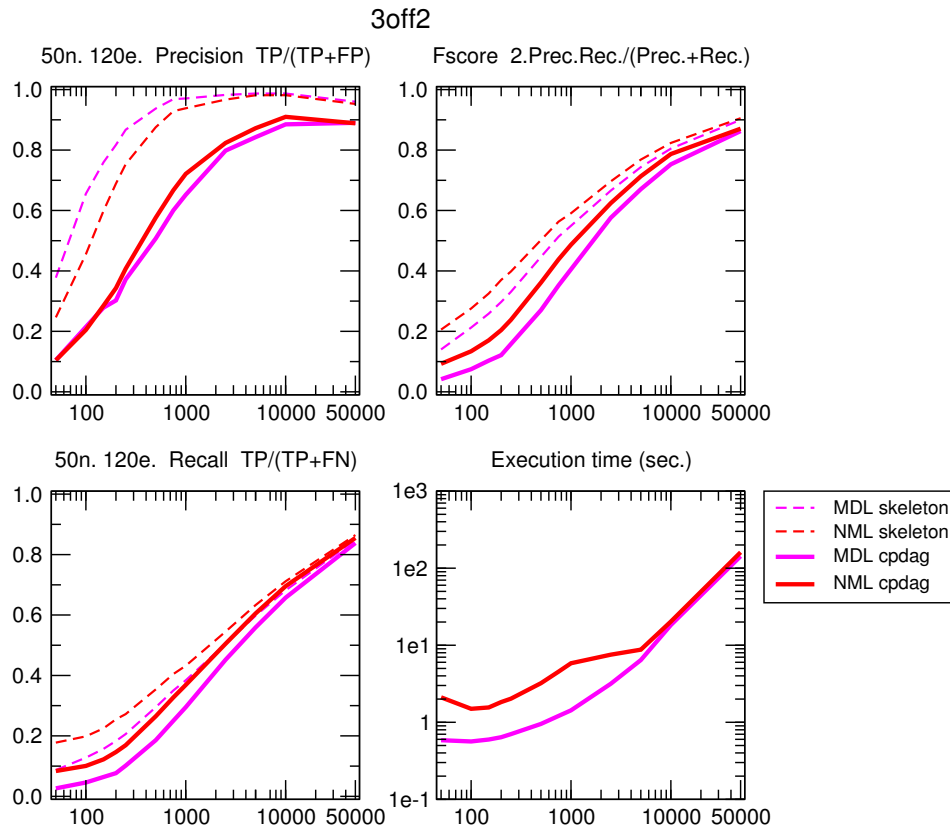 3off2
50n. 120e. Precision TP/(TP+FP)
1.0
0.8
0.6
0.4
0.2
0.0
100 1000 10000 50000
Fscore 2.Prec.Rec./(Prec.+Rec.)
1.0
0.8
0.6
0.4
0.2
0.0
100 1000 10000 50000
50n. 120e. Recall TP/(TP+FN)
1.0
0.8
0.6
0.4
0.2
0.0
100 1000 10000 50000
Execution time (sec.)
1e3
1e2
1e1
1
1e-1
100 1000 10000 50000
MDL skeleton
NML skeleton
MDL cpdag
NML cpdag